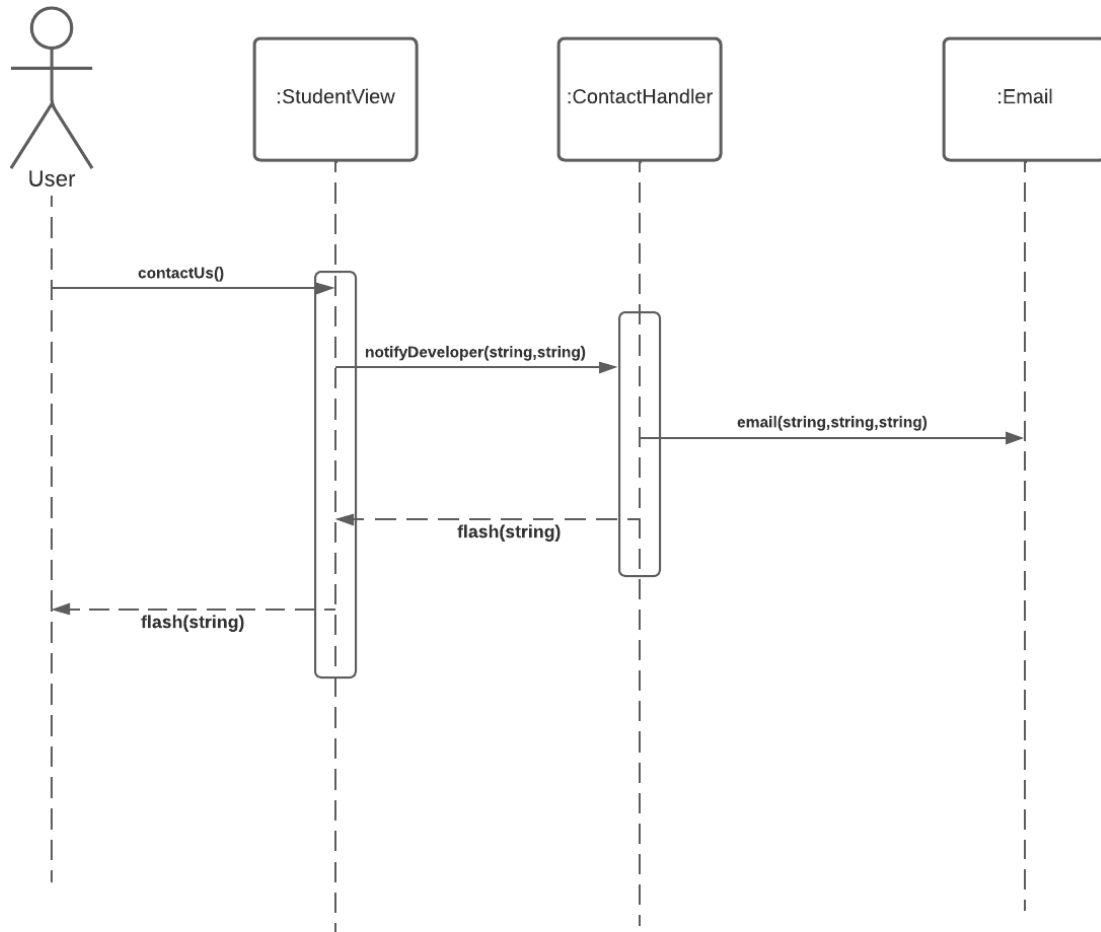 :StudentView
:ContactHandler
:Email
User
contactUs()
notifyDeveloper(string,string)
email(string,string,string)
flash(string)
flash(string)